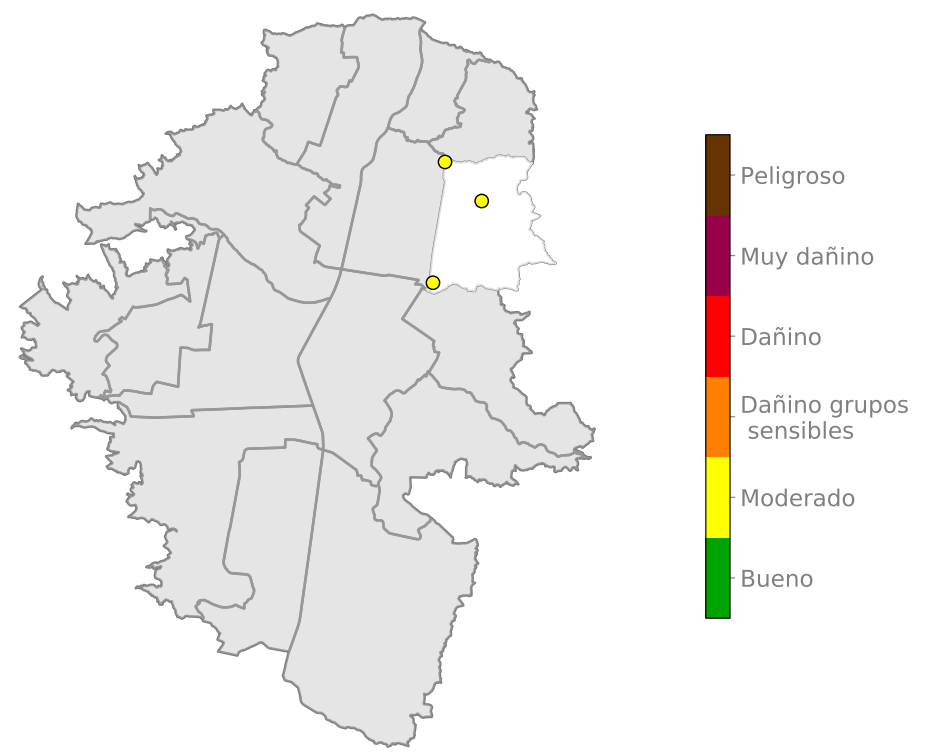 Peligroso
Muy dañino
Dañino
Dañino grupos
sensibles
Moderado
Bueno